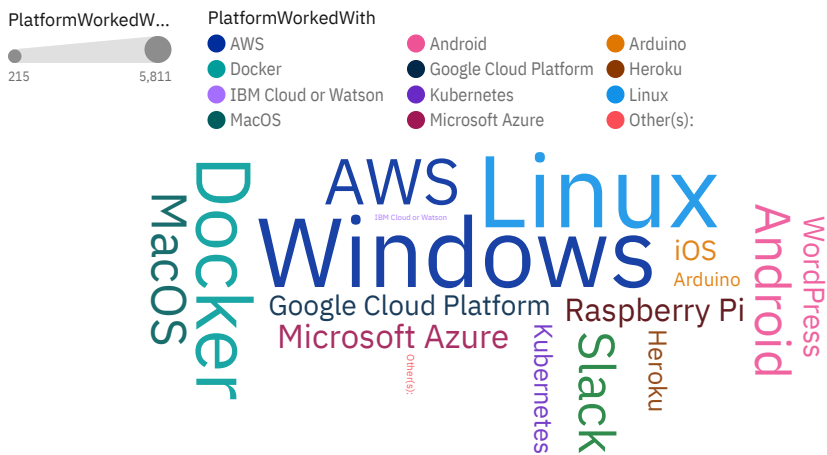 PlatformWorkedW...
215
5,811
PlatformWorkedWith
AWS
Android
Arduino
Docker
Google Cloud Platform
Heroku
IBM Cloud or Watson
Kubernetes
Linux
MacOS
Microsoft Azure
Other(s):
MacOS
Docker
AWS
IBM Cloud or Watson
Linux
Windows
Google Cloud Platform
Microsoft Azure
Other(s):
iOS
Arduino
Raspberry Pi
Kubernetes
Slack
Heroku
Android
WordPress